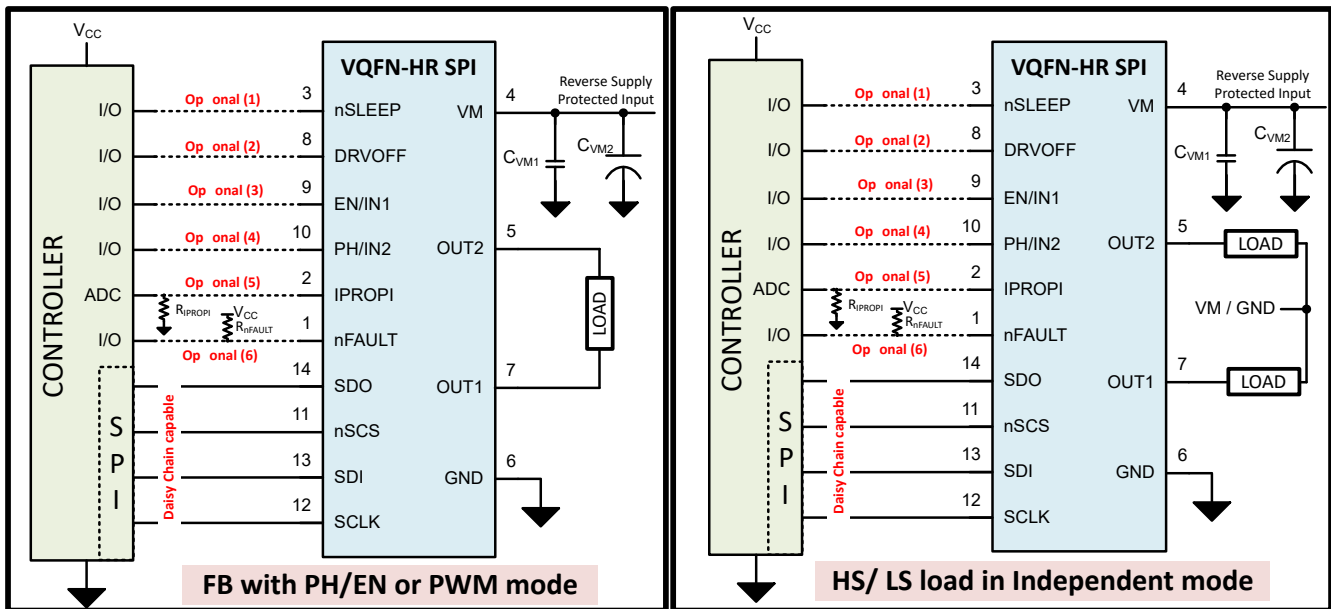 VCC
I/O
I/O
I/O
I/O
ADC
I/O
CONTROLLER
SPI
Op onal (1)
Op onal (2)
Op onal (3)
Op onal (4)
Op onal (5)
RIPROPI
VCC
RnFAULT
Op onal (6)
Daisy Chain capable
VQFN-HR SPI
3 nSLEEP
8 DRVOFF
9 EN/IN1
10 PH/IN2
2 IPROPI
1 nFAULT
14 SDO
11 nSCS
13 SDI
12 SCLK
VM 4
OUT2 5
OUT1 7
GND 6
Reverse Supply
Protected Input
CVM1
CVM2
LOAD
FB with PH/EN or PWM mode
VCC
I/O
I/O
I/O
I/O
ADC
I/O
CONTROLLER
SPI
Op onal (1)
Op onal (2)
Op onal (3)
Op onal (4)
Op onal (5)
RIPROPI
VCC
RnFAULT
Op onal (6)
Daisy Chain capable
VQFN-HR SPI
3 nSLEEP
8 DRVOFF
9 EN/IN1
10 PH/IN2
2 IPROPI
1 nFAULT
14 SDO
11 nSCS
13 SDI
12 SCLK
VM 4
OUT2 5
OUT1 7
GND 6
Reverse Supply
Protected Input
CVM1
CVM2
LOAD
VM / GND
LOAD
HS/ LS load in Independent mode